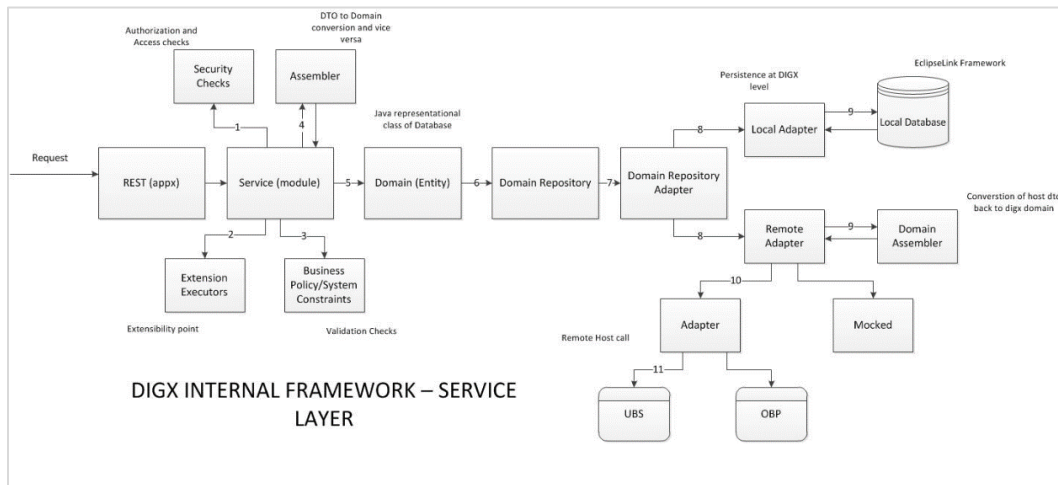 DTO to Domain
conversion and vice
versa
Authorization and
Access checks
EclipseLink Framework
Security
Checks
Assembler
Persistence at DIGX
level
Java representational
class of Database
1
4
8
9
Local Adapter
Local Database
Request
REST (appx)
Service (module)
5
Domain (Entity)
6
Domain Repository
7
Domain Repository
Adapter
Converstion of host dto
back to digx domain
2
3
8
Remote
Adapter
9
Domain
Assembler
Extension
Executors
Business
Policy/System
Constraints
10
Extensibility point
Validation Checks
Remote Host call
Adapter
Mocked
11
DIGX INTERNAL FRAMEWORK – SERVICE
LAYER
UBS
OBP